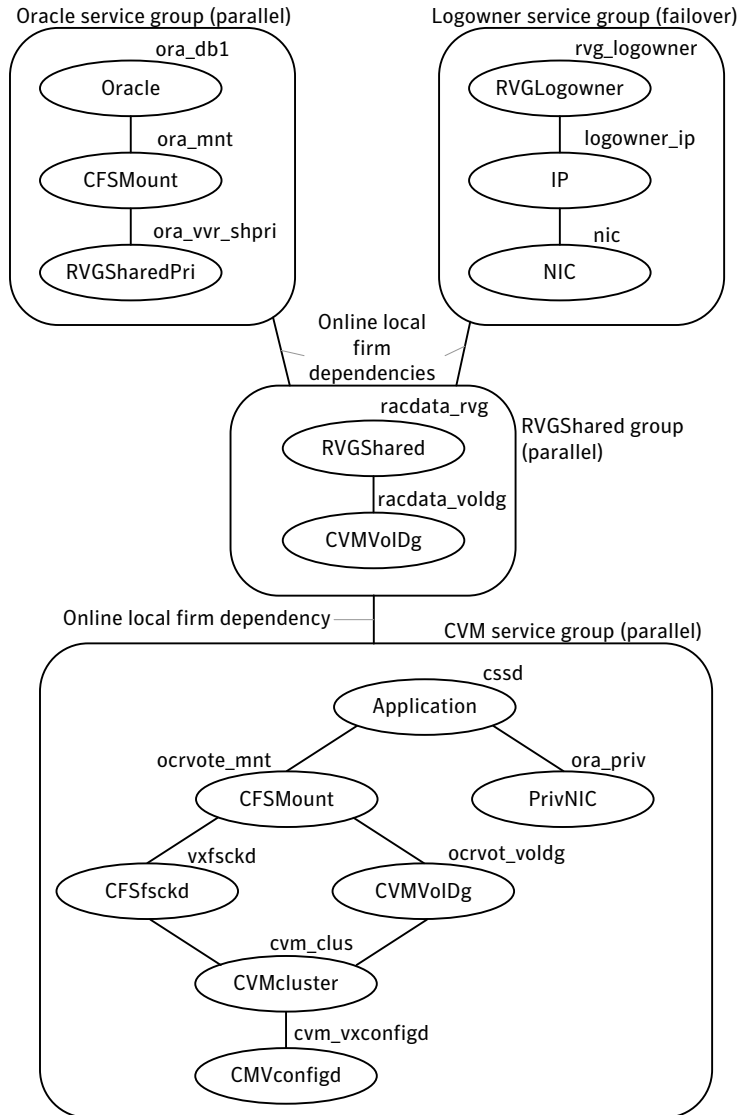 Oracle service group (parallel)
Logowner service group (failover)
ora_db1
Oracle
ora_mnt
CFSMount
ora_vvr_shpri
RVGSharedPri
rvg_logowner
RVGLogowner
logowner_ip
IP
nic
NIC
Online local
firm
dependencies
racdata_rvg
RVGShared
racdata_voldg
CVMVolDg
RVGShared group
(parallel)
Online local firm dependency
CVM service group (parallel)
cssd
Application
ocrvote_mnt
CFSMount
ora_priv
PrivNIC
vxfsckd
CFSfsckd
ocrvot_voldg
CVMVolDg
cvm_clus
CVMcluster
cvm_vxconfigd
CMVconfigd